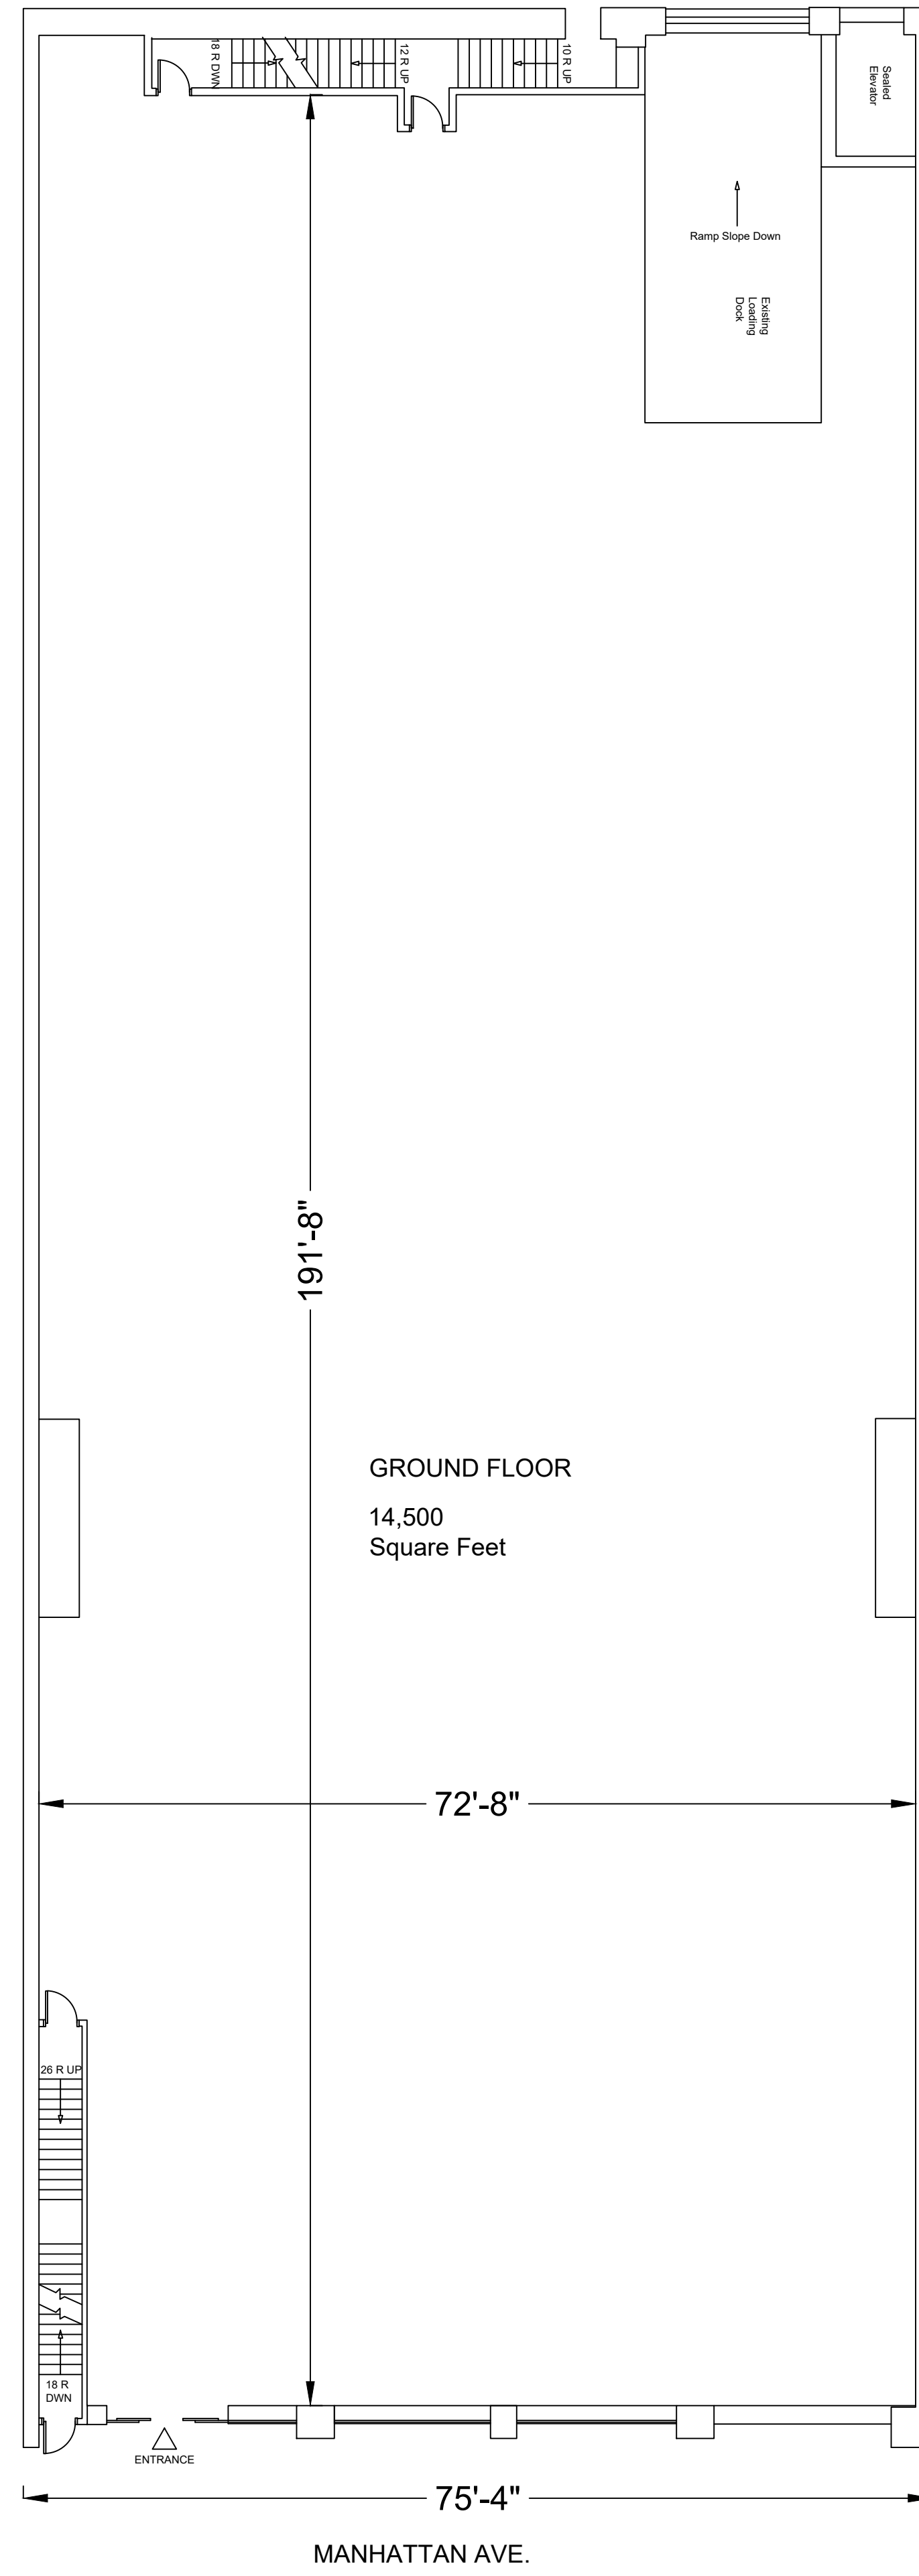 18 R DWN
12 R UP
10 R UP
Sealed
Elevator
Ramp Slope Down
Existing
Loading
Dock
191'-8"
GROUND FLOOR
14,500
Square Feet
72'-8"
26 R UP
18 R
DWN
ENTRANCE
75'-4"
MANHATTAN AVE.